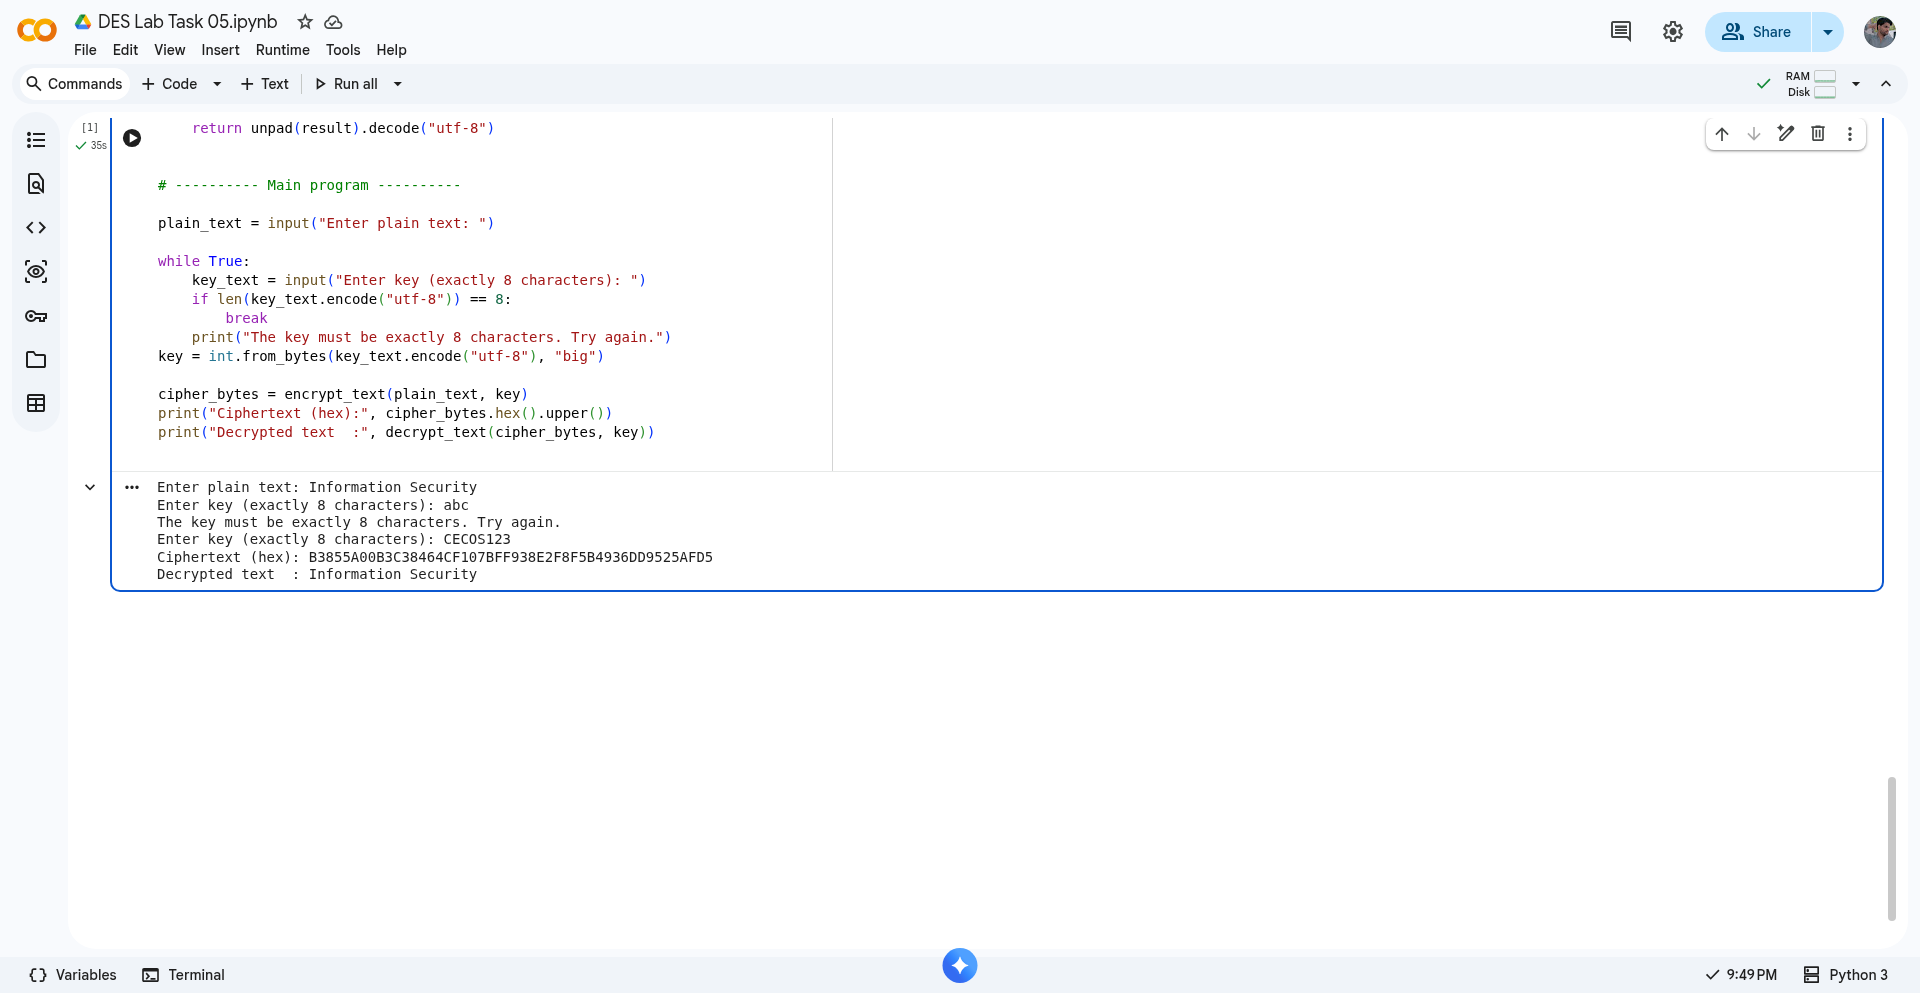 DES Lab Task 05.ipynb
File Edit View Insert Runtime Tools Help
Share
Commands + Code + Text Run all
RAM
Disk
[1]
35s
return unpad(result).decode("utf-8")
# ---------- Main program ----------
plain_text = input("Enter plain text: ")
while True:
    key_text = input("Enter key (exactly 8 characters): ")
    if len(key_text.encode("utf-8")) == 8:
        break
    print("The key must be exactly 8 characters. Try again.")
key = int.from_bytes(key_text.encode("utf-8"), "big")
cipher_bytes = encrypt_text(plain_text, key)
print("Ciphertext (hex):", cipher_bytes.hex().upper())
print("Decrypted text  :", decrypt_text(cipher_bytes, key))
Enter plain text: Information Security
Enter key (exactly 8 characters): abc
The key must be exactly 8 characters. Try again.
Enter key (exactly 8 characters): CECOS123
Ciphertext (hex): B3855A00B3C38464CF107BFF938E2F8F5B4936DD9525AFD5
Decrypted text  : Information Security
Variables Terminal
9:49 PM Python 3